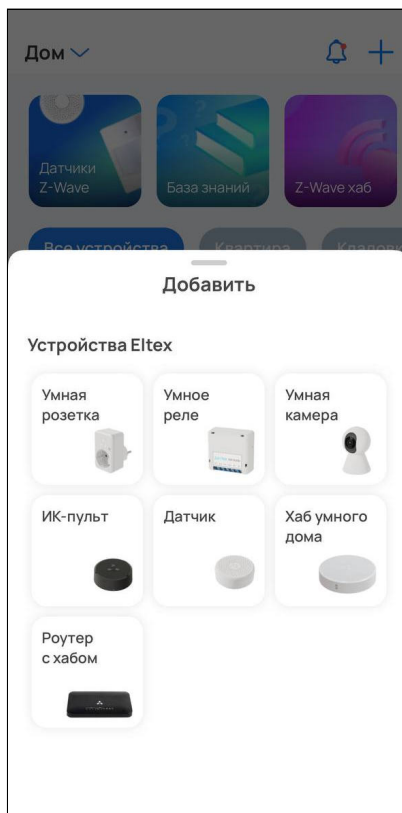 Дом
Датчики
Z-Wave
База знаний
Z-Wave хаб
Все устройства
Квартира
Кладовк
Добавить
Устройства Eltex
Умная
розетка
Умное
реле
Умная
камера
ИК-пульт
Датчик
Хаб умного
дома
Роутер
с хабом